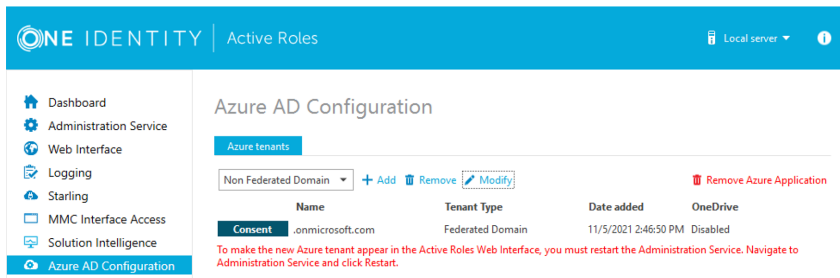 ONE IDENTITY Active Roles Local server
Dashboard
Administration Service
Web Interface
Logging
Starling
MMC Interface Access
Solution Intelligence
Azure AD Configuration
Azure AD Configuration
Azure tenants
Non Federated Domain Add Remove Modify Remove Azure Application
Name Tenant Type Date added OneDrive
Consent .onmicrosoft.com Federated Domain 11/5/2021 2:46:50 PM Disabled
To make the new Azure tenant appear in the Active Roles Web Interface, you must restart the Administration Service. Navigate to
Administration Service and click Restart.